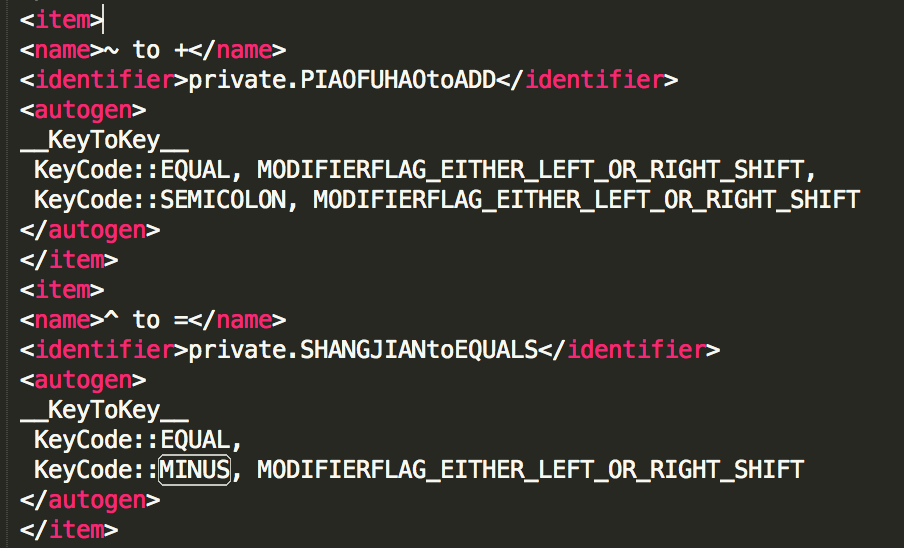 <item>
<name>~ to +</name>
<identifier>private.PIAOFUHAOtoADD</identifier>
<autogen>
__KeyToKey__
KeyCode::EQUAL, MODIFIERFLAG_EITHER_LEFT_OR_RIGHT_SHIFT,
KeyCode::SEMICOLON, MODIFIERFLAG_EITHER_LEFT_OR_RIGHT_SHIFT
</autogen>
</item>
<item>
<name>^ to =</name>
<identifier>private.SHANGJIANtoEQUALS</identifier>
<autogen>
__KeyToKey__
KeyCode::EQUAL,
KeyCode::MINUS, MODIFIERFLAG_EITHER_LEFT_OR_RIGHT_SHIFT
</autogen>
</item>